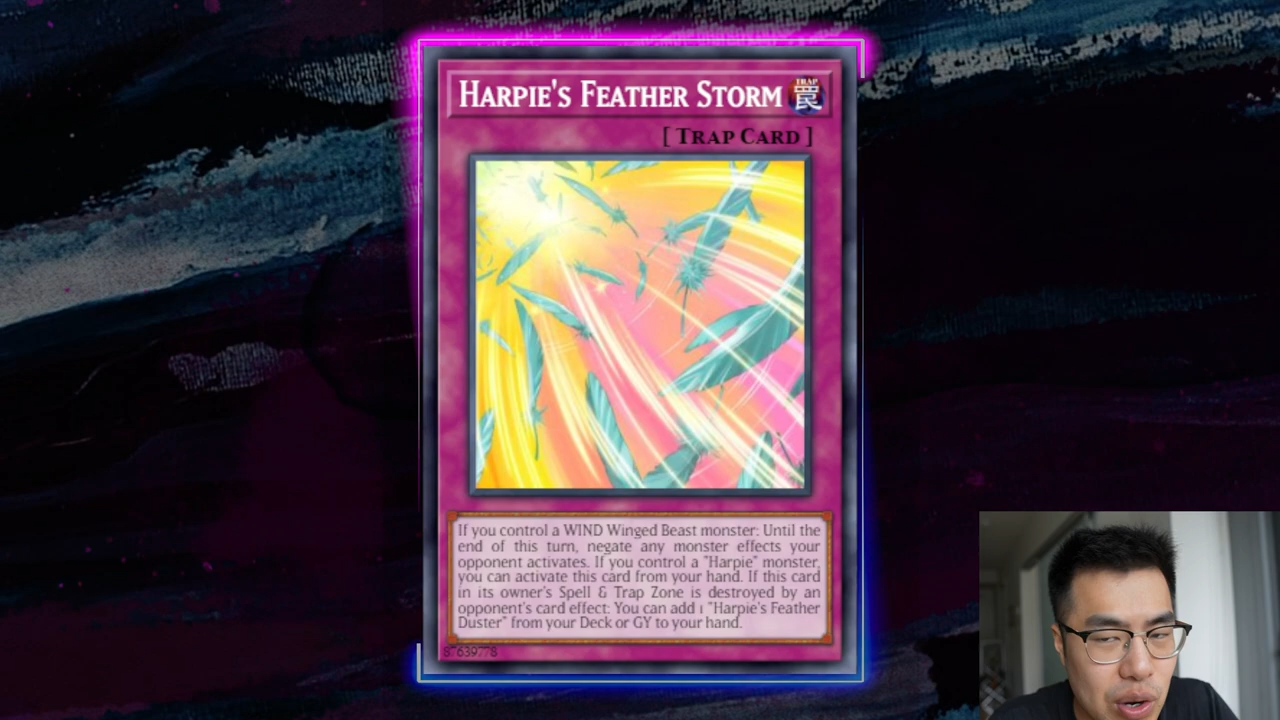 HARPIE'S FEATHER STORM
TRAP
罠
[ TRAP CARD ]
If you control a WIND Winged Beast monster: Until the
end of this turn, negate any monster effects your
opponent activates. If you control a "Harpie" monster,
you can activate this card from your hand. If this card
in its owner's Spell & Trap Zone is destroyed by an
opponent's card effect: You can add 1 "Harpie's Feather
Duster" from your Deck or GY to your hand.
87639778